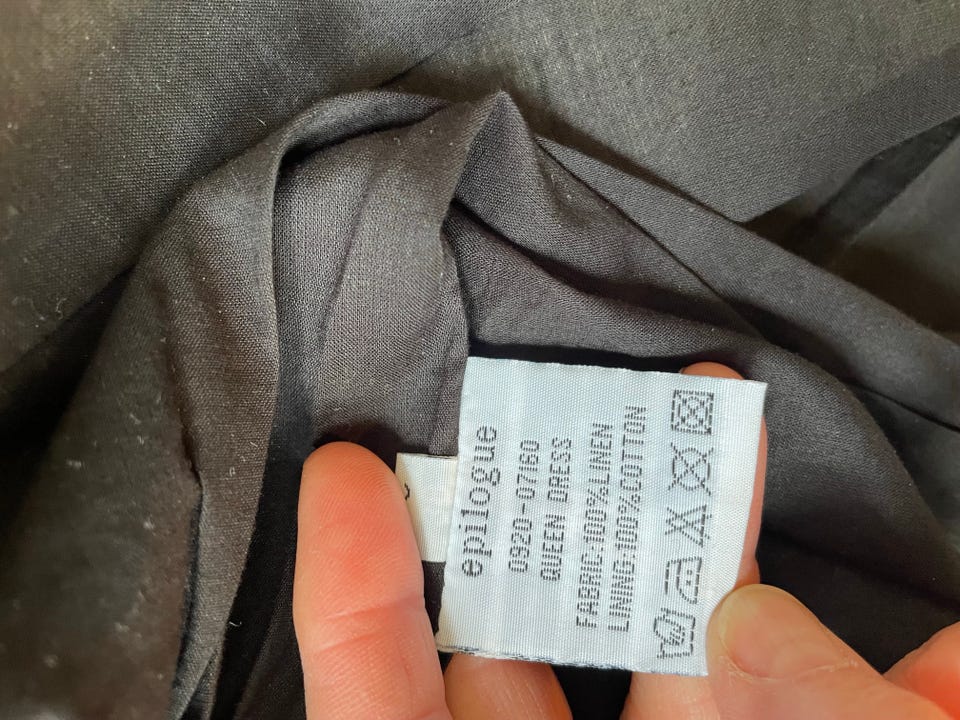 epilogue
0920-07160
QUEEN DRESS
FABRIC:100%LINEN
LINING:100%COTTON